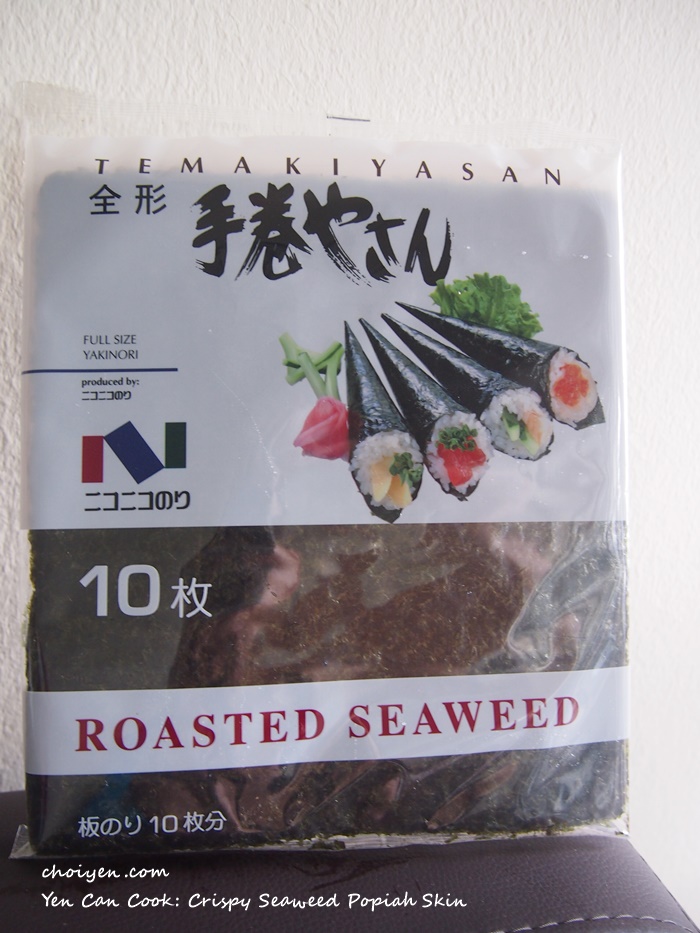 TEMAKIYASAN
全形 手巻やさん
FULL SIZE
YAKINORI
produced by:
ニコニコのり
ニコニコのり
10枚
ROASTED SEAWEED
板のり10枚分
choiyen.com
Yen Can Cook: Crispy Seaweed Popiah Skin